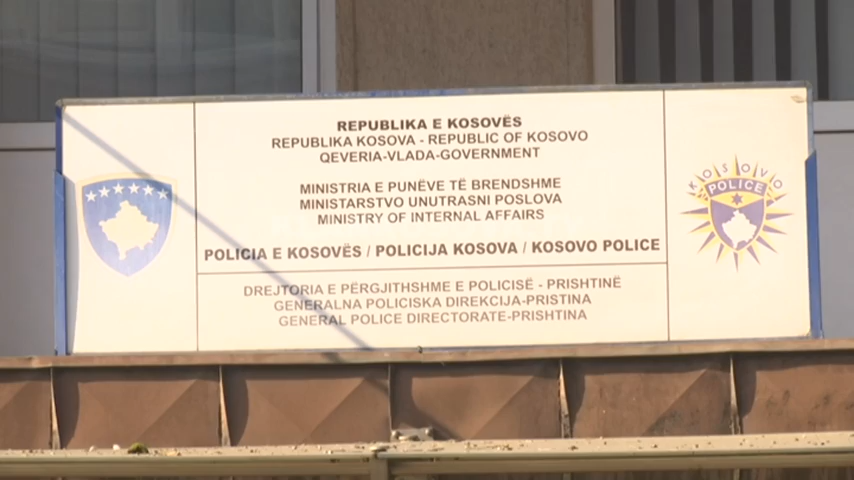 REPUBLIKA E KOSOVËS
REPUBLIKA KOSOVA - REPUBLIC OF KOSOVO
QEVERIA-VLADA-GOVERNMENT
MINISTRIA E PUNËVE TË BRENDSHME
MINISTARSTVO UNUTRASNI POSLOVA
MINISTRY OF INTERNAL AFFAIRS
POLICIA E KOSOVËS / POLICIJA KOSOVA / KOSOVO POLICE
DREJTORIA E PËRGJITHSHME E POLICISË - PRISHTINË
GENERALNA POLICISKA DIREKCIJA-PRISTINA
GENERAL POLICE DIRECTORATE-PRISHTINA
KOSOVO
POLICE